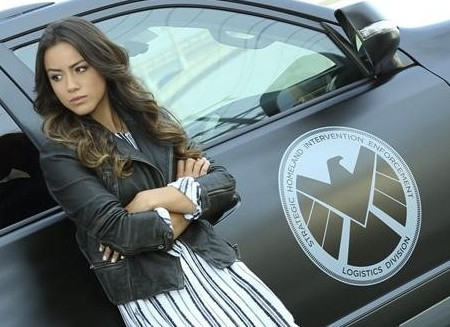 STRATEGIC HOMELAND INTERVENTION ENFORCEMENT
LOGISTICS DIVISION